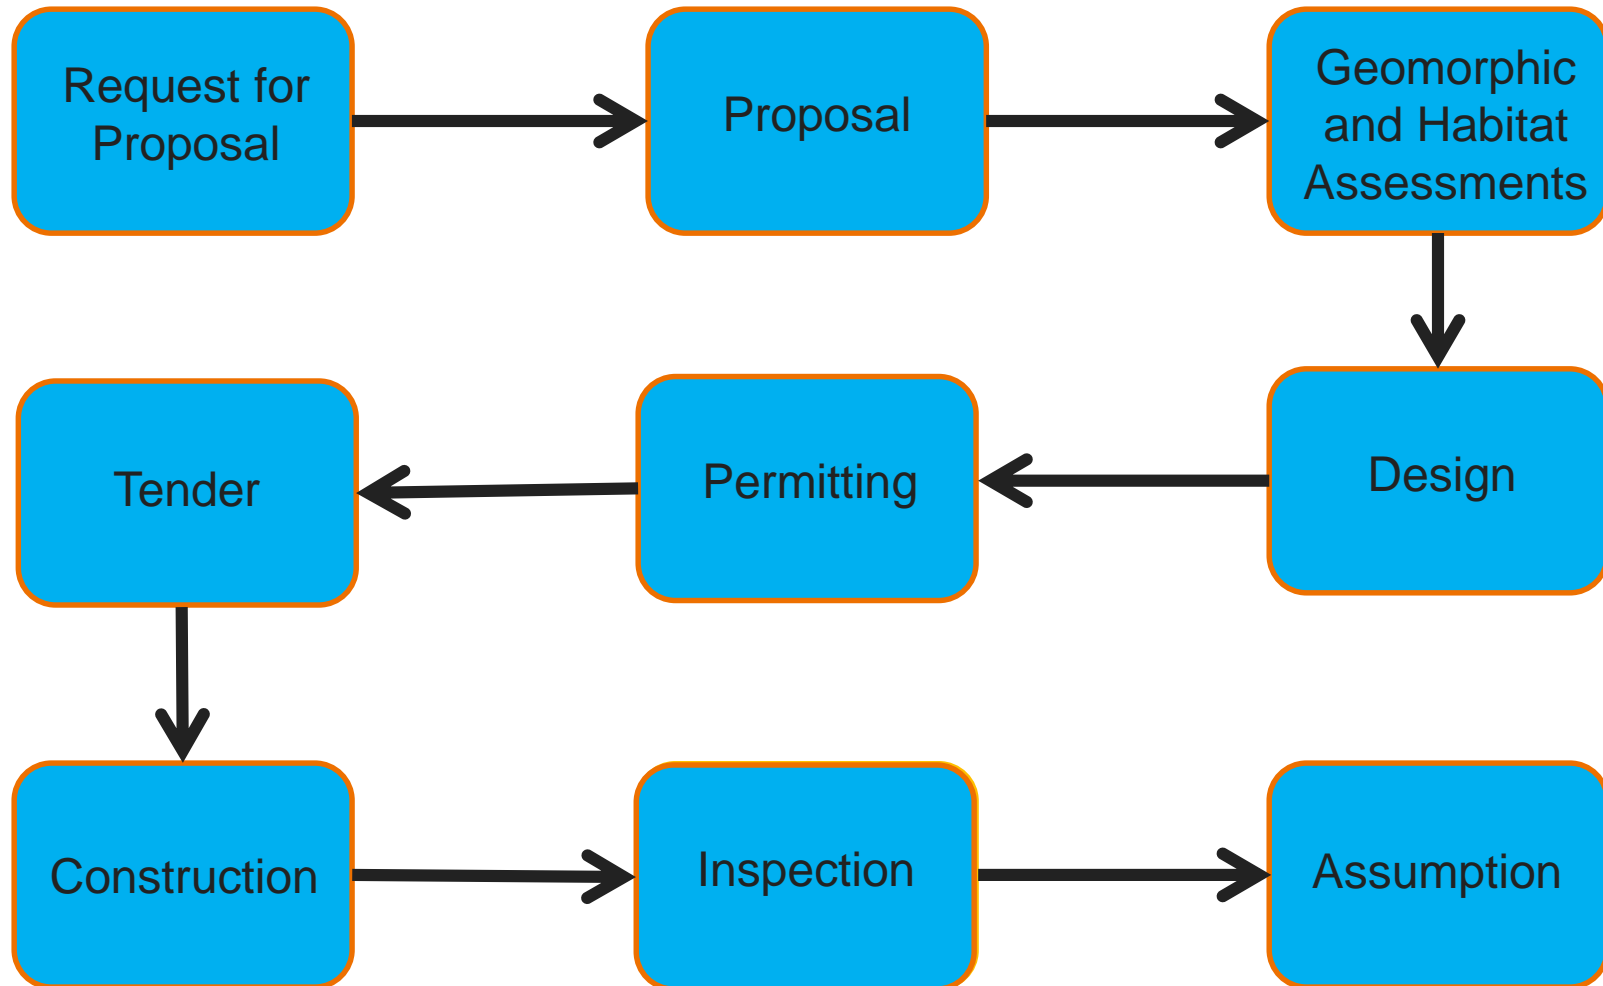 Request for
Proposal
Proposal
Geomorphic
and Habitat
Assessments
Design
Permitting
Tender
Construction
Inspection
Assumption